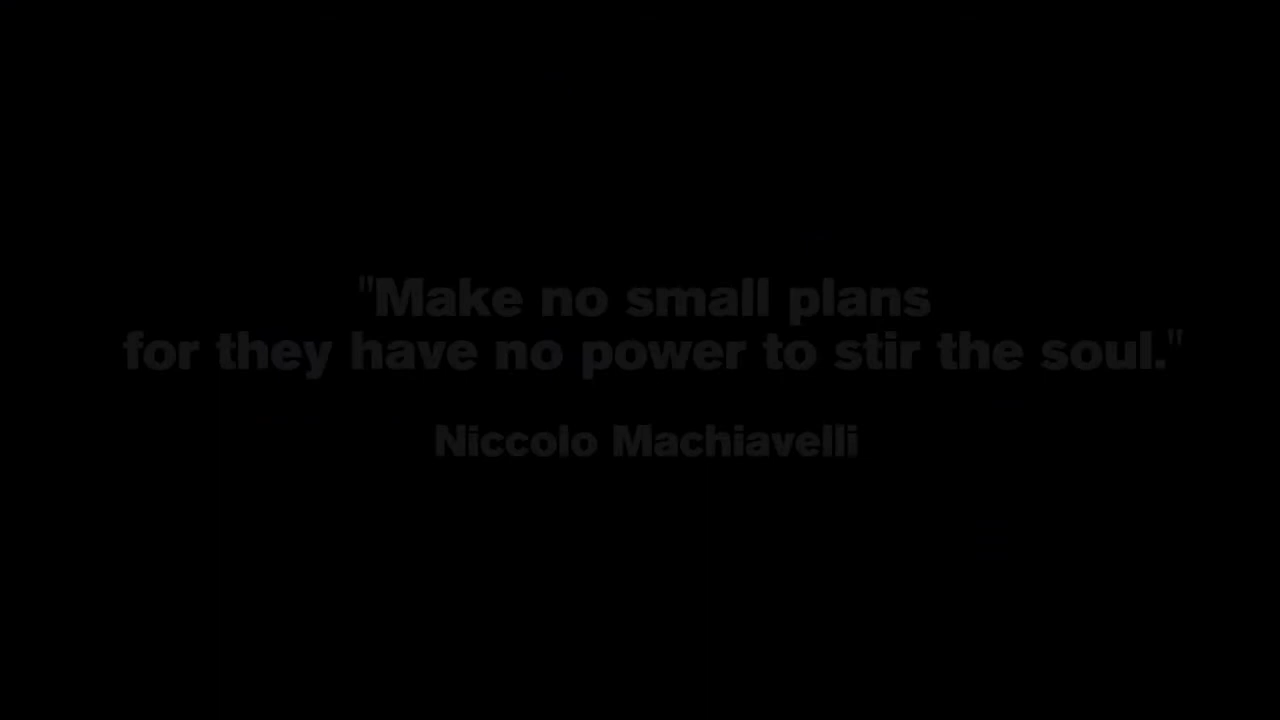 "Make no small plans
for they have no power to stir the soul."
Niccolo Machiavelli